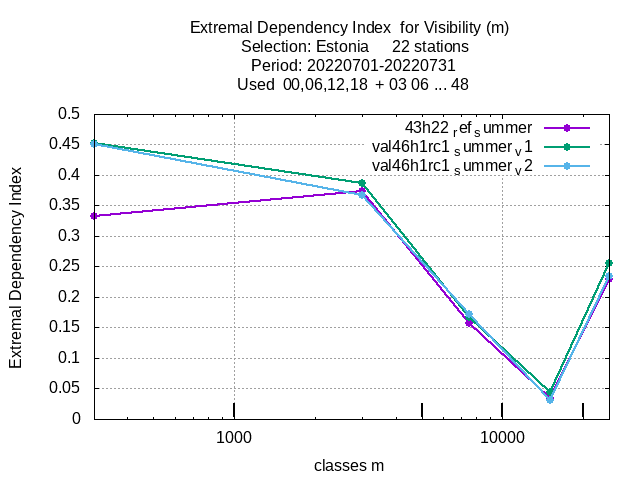 Extremal Dependency Index  for Visibility (m)
Selection: Estonia     22 stations
Period: 20220701-20220731
Used  00,06,12,18  + 03 06 ... 48
43h22 ref summer
val46h1rc1 summer v1
val46h1rc1 summer v2
0.5
0.45
0.4
0.35
0.3
0.25
0.2
0.15
0.1
0.05
0
Extremal Dependency Index
1000
10000
classes m